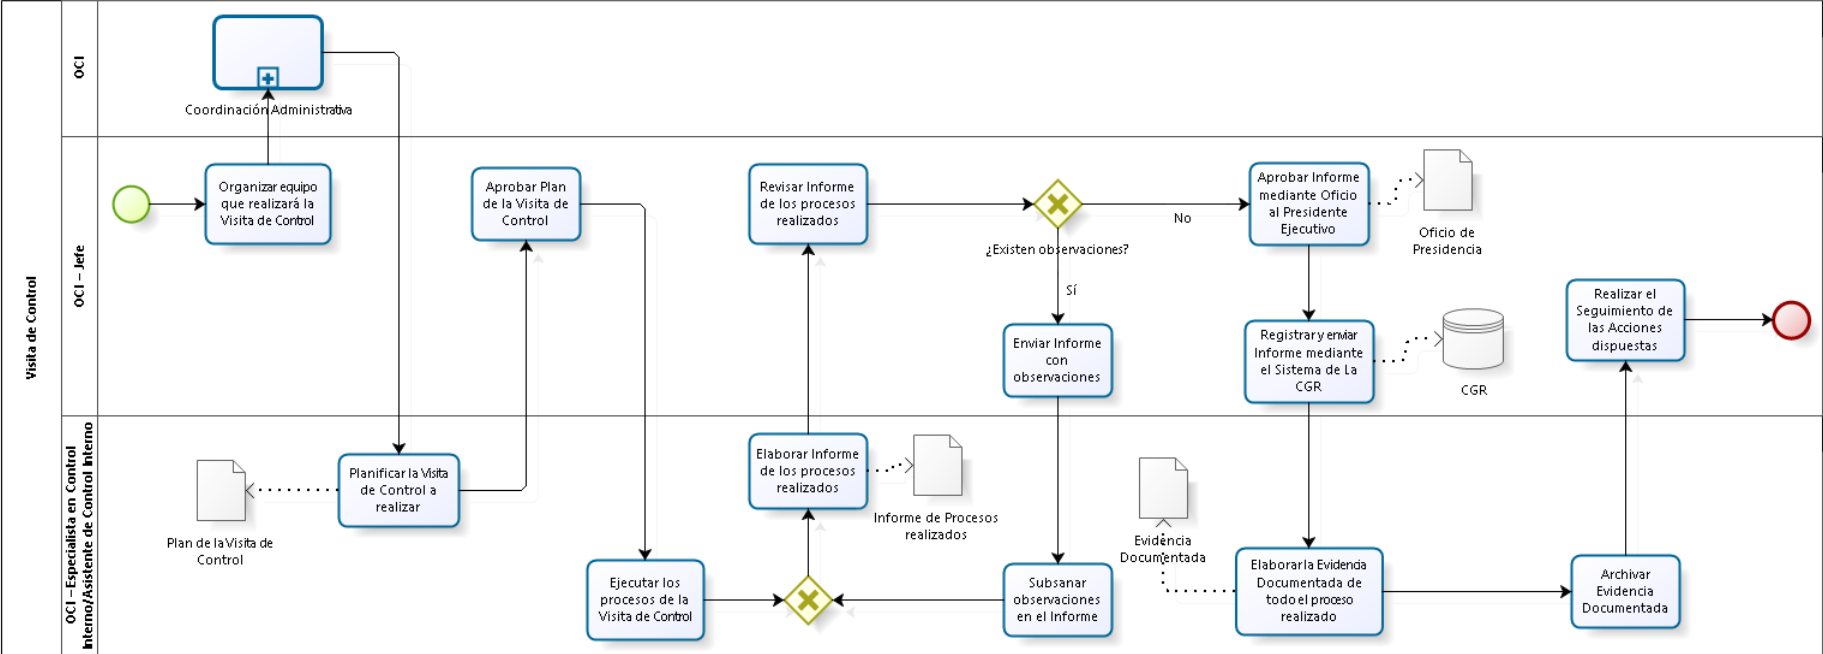 Visita de Control
OCI
Coordinación Administrativa
OCI – Jefe
Organizar equipo
que realizará la
Visita de Control
Aprobar Plan
de la Visita de
Control
Revisar Informe
de los procesos
realizados
¿Existen observaciones?
No
Sí
Enviar Informe
con
observaciones
Aprobar Informe
mediante Oficio
al Presidente
Ejecutivo
Oficio de
Presidencia
Registrar y enviar
Informe mediante
el Sistema de La
CGR
CGR
Realizar el
Seguimiento de
las Acciones
dispuestas
OCI – Especialista en Control
Interno/Asistente de Control Interno
Plan de la Visita de
Control
Planificar la Visita
de Control a
realizar
Ejecutar los
procesos de la
Visita de Control
Elaborar Informe
de los procesos
realizados
Informe de Procesos
realizados
Subsanar
observaciones
en el Informe
Evidencia
Documentada
Elaborar la Evidencia
Documentada de
todo el proceso
realizado
Archivar
Evidencia
Documentada